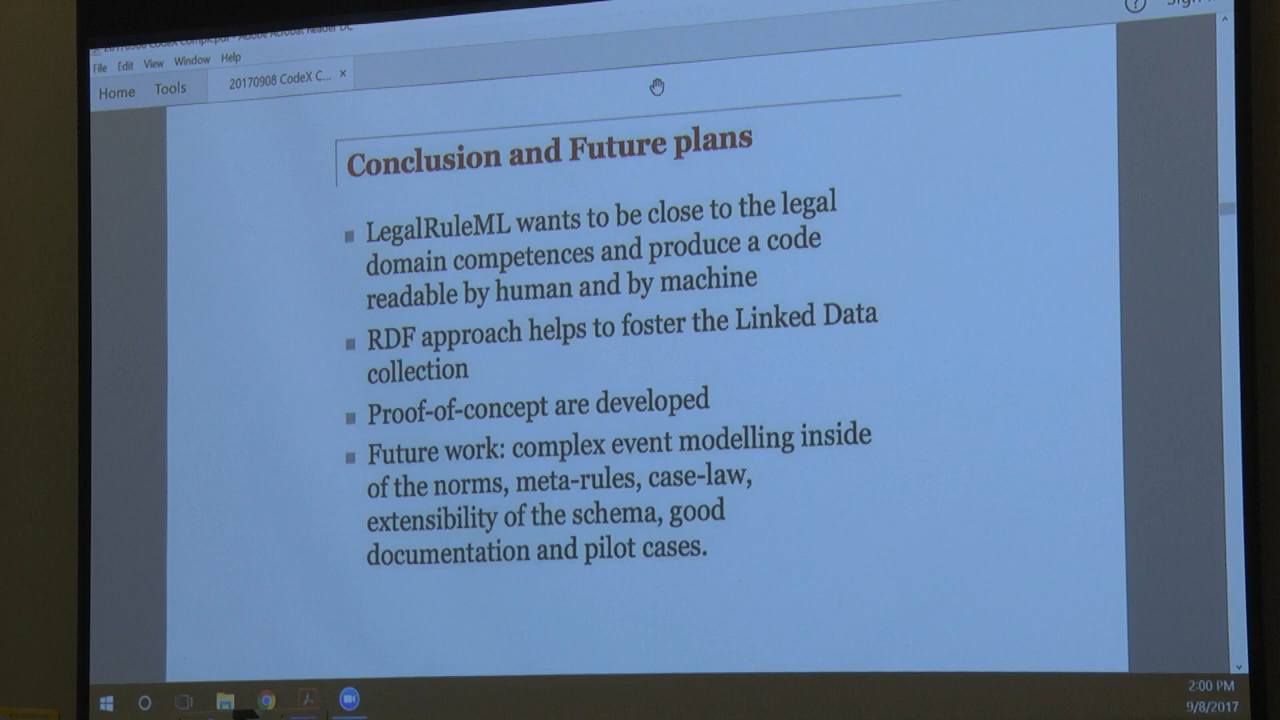 File Edit View Window Help
Home Tools 20170908 CodeX C... ×
Conclusion and Future plans
LegalRuleML wants to be close to the legal
domain competences and produce a code
readable by human and by machine
RDF approach helps to foster the Linked Data
collection
Proof-of-concept are developed
Future work: complex event modelling inside
of the norms, meta-rules, case-law,
extensibility of the schema, good
documentation and pilot cases.
2:00 PM
9/8/2017